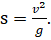 s = v²/g.